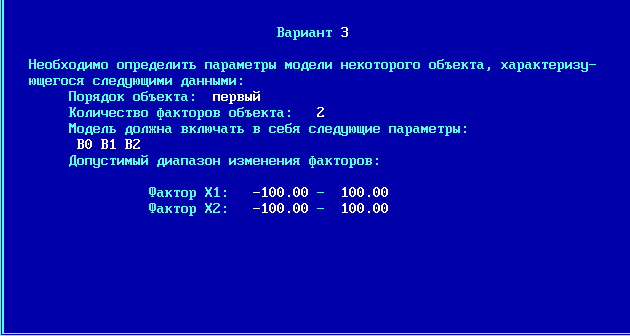 Вариант 3
Необходимо определить параметры модели некоторого объекта, характеризу-
ющегося следующими данными:
Порядок объекта: первый
Количество факторов объекта: 2
Модель должна включать в себя следующие параметры:
B0 B1 B2
Допустимый диапазон изменения факторов:
Фактор X1: -100.00 - 100.00
Фактор X2: -100.00 - 100.00